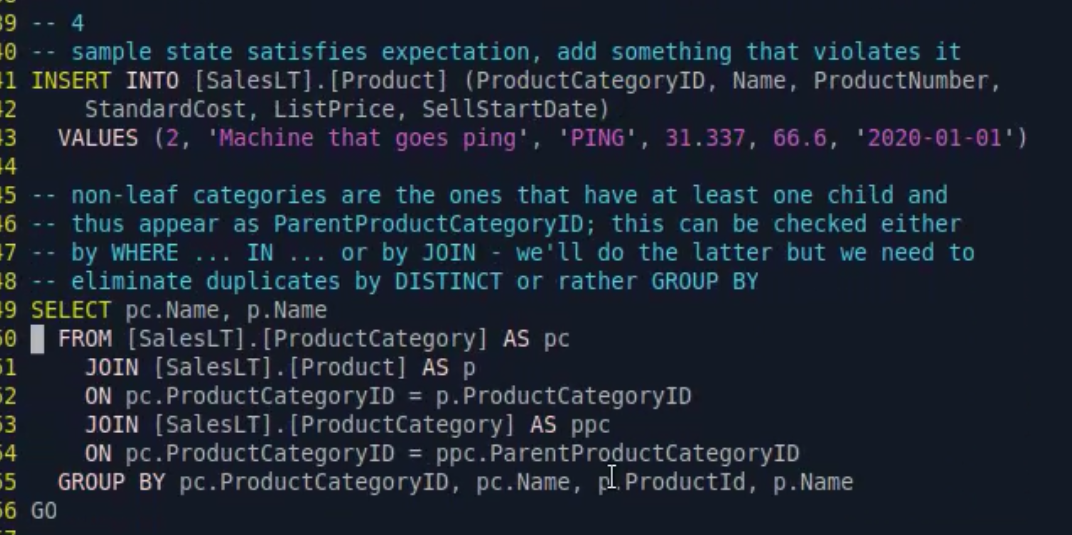 39 -- 4
40 -- sample state satisfies expectation, add something that violates it
41 INSERT INTO [SalesLT].[Product] (ProductCategoryID, Name, ProductNumber,
42 StandardCost, ListPrice, SellStartDate)
43 VALUES (2, 'Machine that goes ping', 'PING', 31.337, 66.6, '2020-01-01')
44
45 -- non-leaf categories are the ones that have at least one child and
46 -- thus appear as ParentProductCategoryID; this can be checked either
47 -- by WHERE ... IN ... or by JOIN - we'll do the latter but we need to
48 -- eliminate duplicates by DISTINCT or rather GROUP BY
49 SELECT pc.Name, p.Name
50 FROM [SalesLT].[ProductCategory] AS pc
51 JOIN [SalesLT].[Product] AS p
52 ON pc.ProductCategoryID = p.ProductCategoryID
53 JOIN [SalesLT].[ProductCategory] AS ppc
54 ON pc.ProductCategoryID = ppc.ParentProductCategoryID
55 GROUP BY pc.ProductCategoryID, pc.Name, p.ProductId, p.Name
56 GO